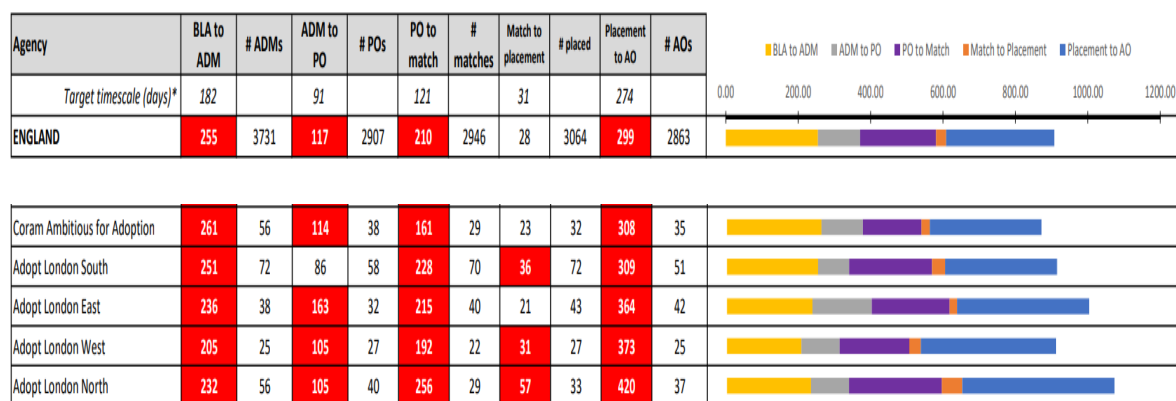 Agency BLA to ADM # ADMs ADM to PO # POs PO to match # matches Match to placement # placed Placement to AO # AOs
BLA to ADM ADM to PO PO to Match Match to Placement Placement to AO
Target timescale (days)* 182 91 121 31 274
0.00 200.00 400.00 600.00 800.00 1000.00 1200.00
ENGLAND 255 3731 117 2907 210 2946 28 3064 299 2863
Coram Ambitious for Adoption 261 56 114 38 161 29 23 32 308 35
Adopt London South 251 72 86 58 228 70 36 72 309 51
Adopt London East 236 38 163 32 215 40 21 43 364 42
Adopt London West 205 25 105 27 192 22 31 27 373 25
Adopt London North 232 56 105 40 256 29 57 33 420 37